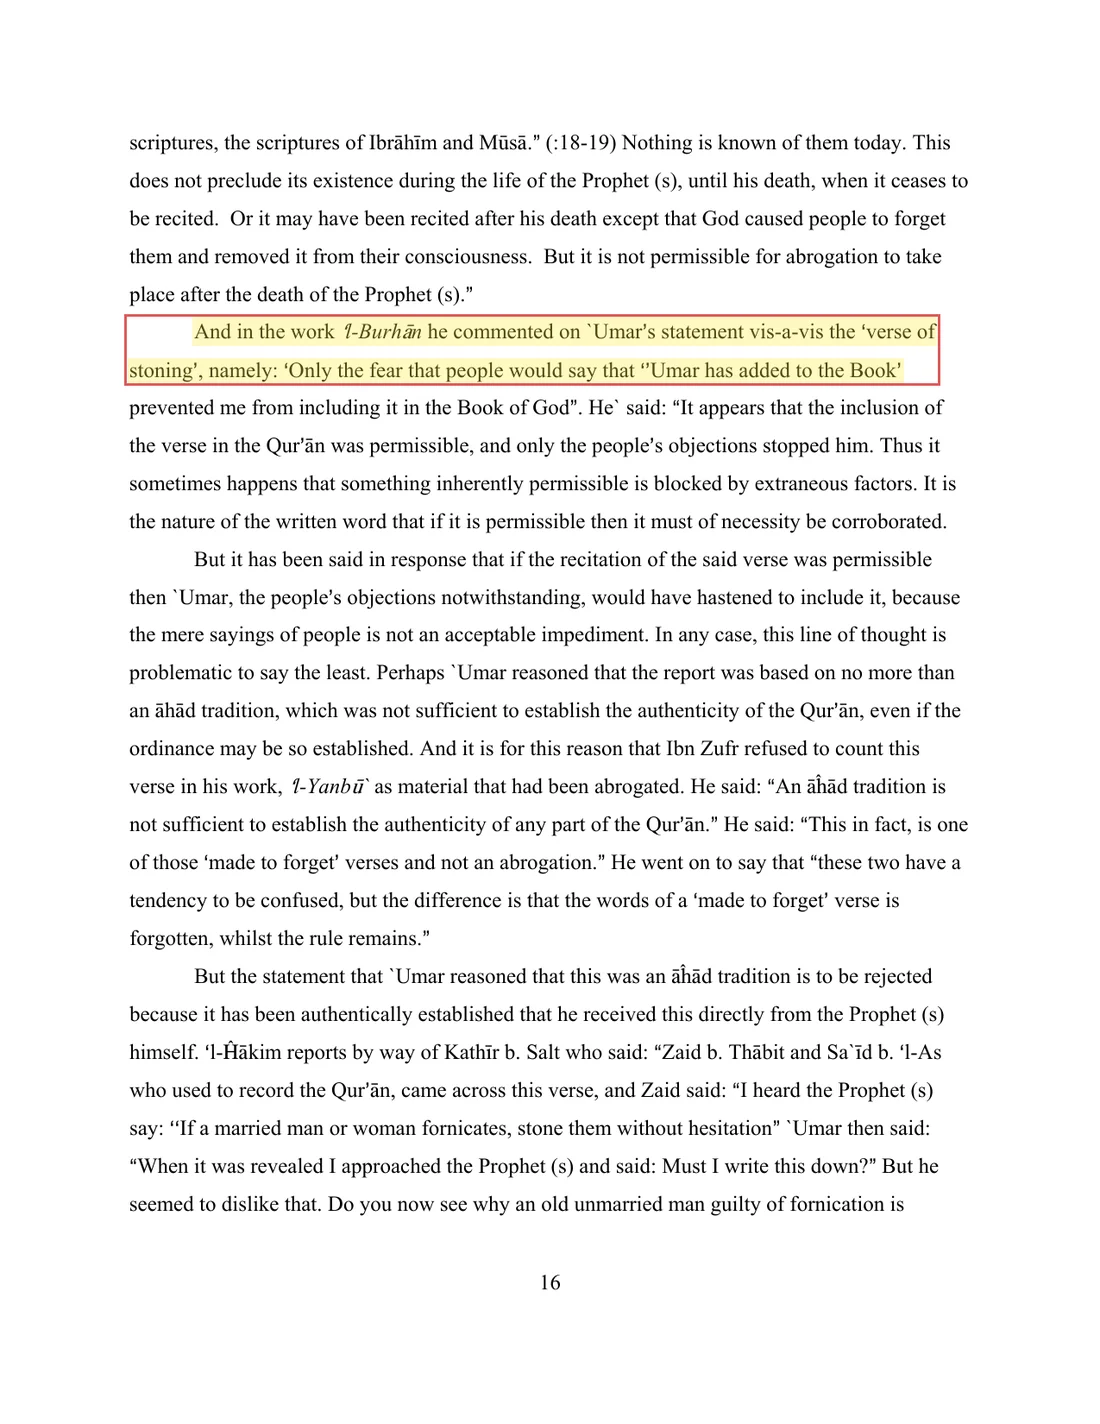 scriptures, the scriptures of Ibrāhīm and Mūsā.” (:18-19) Nothing is known of them today. This
does not preclude its existence during the life of the Prophet (s), until his death, when it ceases to
be recited.  Or it may have been recited after his death except that God caused people to forget
them and removed it from their consciousness.  But it is not permissible for abrogation to take
place after the death of the Prophet (s).”
And in the work ‘l-Burhān he commented on `Umar’s statement vis-a-vis the ‘verse of
stoning’, namely: ‘Only the fear that people would say that ‘’Umar has added to the Book’
prevented me from including it in the Book of God”. He` said: “It appears that the inclusion of
the verse in the Qur’ān was permissible, and only the people’s objections stopped him. Thus it
sometimes happens that something inherently permissible is blocked by extraneous factors. It is
the nature of the written word that if it is permissible then it must of necessity be corroborated.
But it has been said in response that if the recitation of the said verse was permissible
then `Umar, the people’s objections notwithstanding, would have hastened to include it, because
the mere sayings of people is not an acceptable impediment. In any case, this line of thought is
problematic to say the least. Perhaps `Umar reasoned that the report was based on no more than
an āhād tradition, which was not sufficient to establish the authenticity of the Qur’ān, even if the
ordinance may be so established. And it is for this reason that Ibn Zufr refused to count this
verse in his work, ‘l-Yanbū` as material that had been abrogated. He said: “An āĥād tradition is
not sufficient to establish the authenticity of any part of the Qur’ān.” He said: “This in fact, is one
of those ‘made to forget’ verses and not an abrogation.” He went on to say that “these two have a
tendency to be confused, but the difference is that the words of a ‘made to forget’ verse is
forgotten, whilst the rule remains.”
But the statement that `Umar reasoned that this was an āĥād tradition is to be rejected
because it has been authentically established that he received this directly from the Prophet (s)
himself. ‘l-Ĥākim reports by way of Kathīr b. Salt who said: “Zaid b. Thābit and Sa`īd b. ‘l-As
who used to record the Qur’ān, came across this verse, and Zaid said: “I heard the Prophet (s)
say: ‘‘If a married man or woman fornicates, stone them without hesitation” `Umar then said:
“When it was revealed I approached the Prophet (s) and said: Must I write this down?” But he
seemed to dislike that. Do you now see why an old unmarried man guilty of fornication is
16